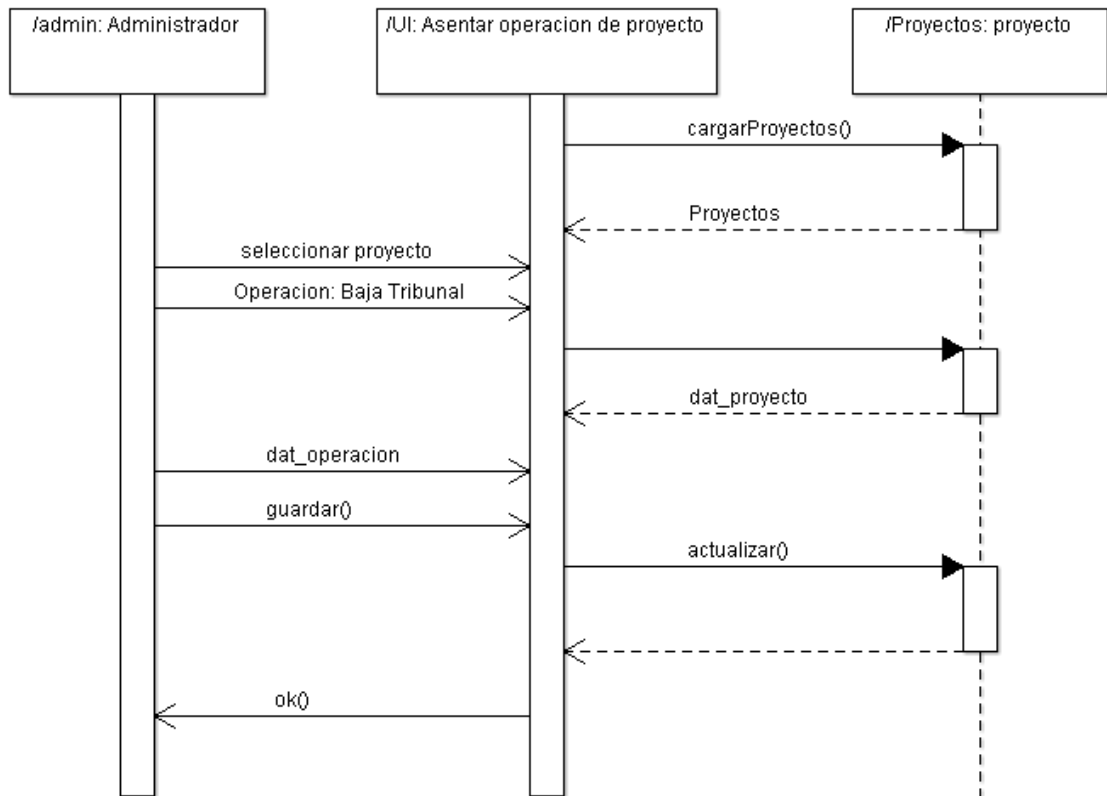 /admin: Administrador
/UI: Asentar operacion de proyecto
/Proyectos: proyecto
cargarProyectos()
Proyectos
seleccionar proyecto
Operacion: Baja Tribunal
dat_proyecto
dat_operacion
guardar()
actualizar()
ok()